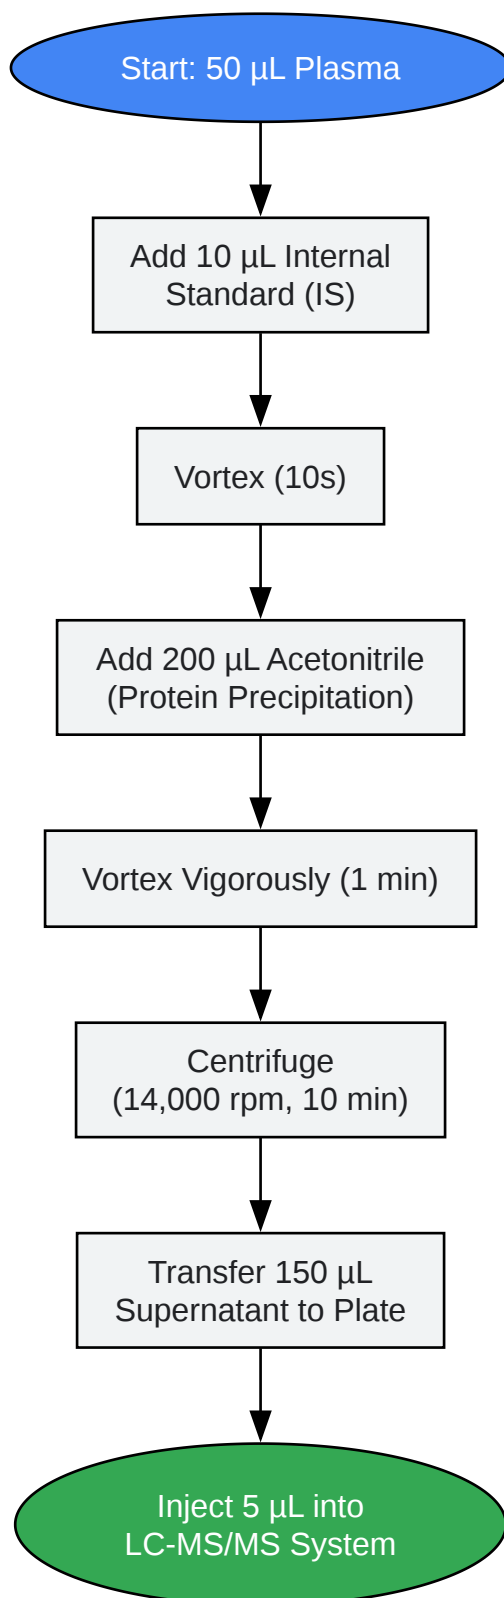 Start: 50 µL Plasma
Add 10 µL Internal
Standard (IS)
Vortex (10s)
Add 200 µL Acetonitrile
(Protein Precipitation)
Vortex Vigorously (1 min)
Centrifuge
(14,000 rpm, 10 min)
Transfer 150 µL
Supernatant to Plate
Inject 5 µL into
LC-MS/MS System